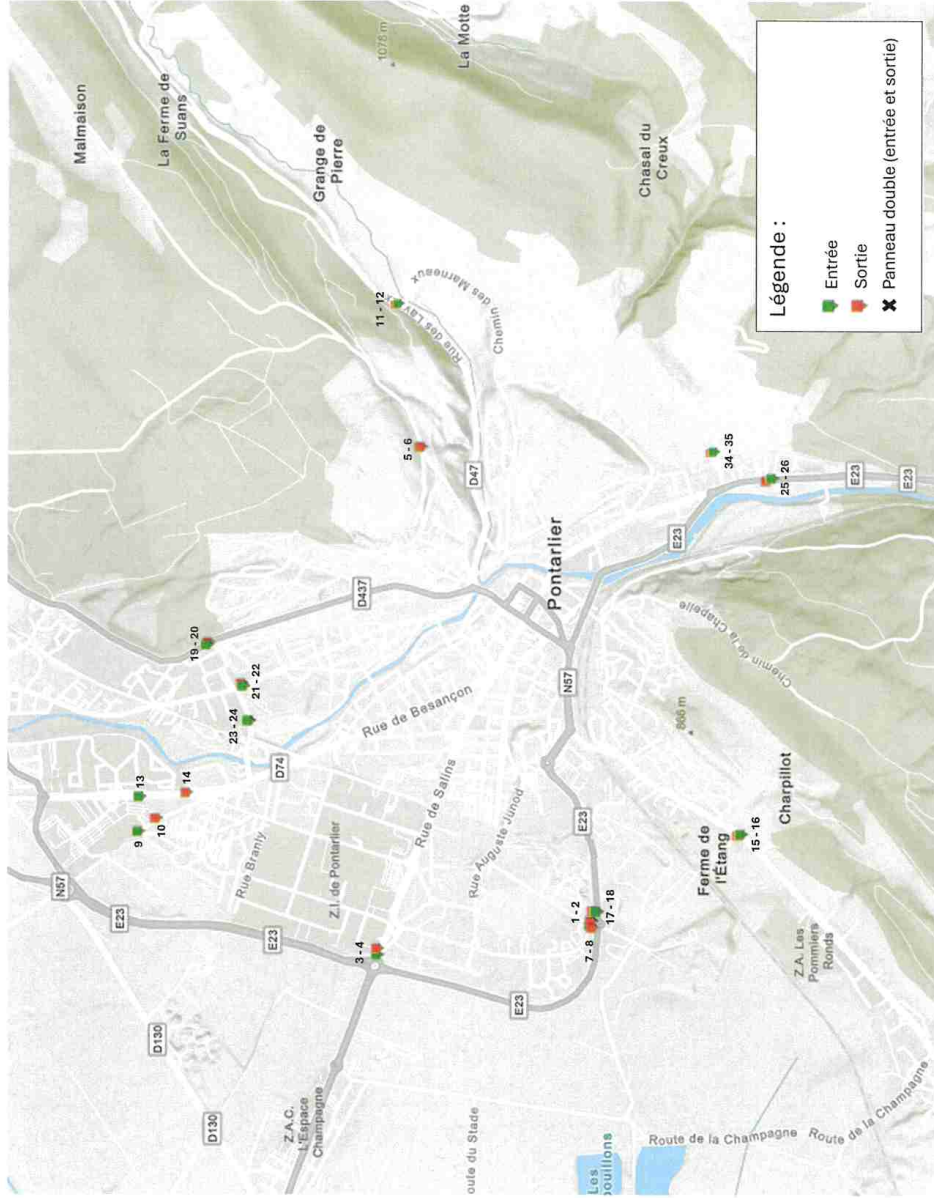 Malmaison
La Ferme de
Suans
1078 m
La Motte
Grange de
Pierre
Chasal du
Creux
11 - 12
Rue des Lav
Chemin des Marneaux
5 - 6
D47
34 - 35
25 - 26
E23
E23
E23
Pontarlier
D437
19 - 20
21 - 22
23 - 24
Rue de Besançon
N57
Chemin de la Chapelle
866 m
D74
13
14
9
10
N57
E23
E23
Rue Branly
Z.I. de Pontarlier
Rue de Salins
Rue Auguste Junod
E23
Ferme de
l'Étang
Charpillot
15 - 16
3 - 4
1 - 2
7 - 8
17 - 18
E23
Z.A. Les
Pommiers
Ronds
D130
D130
Z.A.C.
L'Espace
Champagne
oute du Stade
Les
ouillons
Route de la Champagne
Route de la Champagne
Légende :
Entrée
Sortie
Panneau double (entrée et sortie)